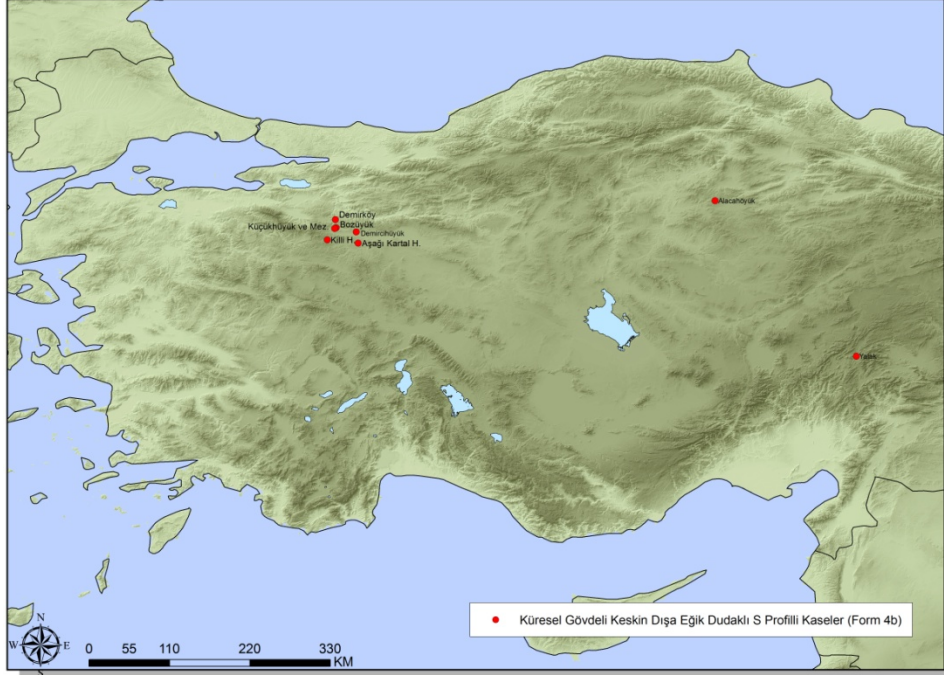 Demirköy
Bozüyük
Küçükhüyük ve Mez.
Demircihüyük
Killi H.
Aşağı Kartal H.
Alacahöyük
Küresel Gövdeli Keskin Dışa Eğik Dudaklı S Profilli Kaseler (Form 4b)
N
W
E
S
0 55 110 220 330
KM